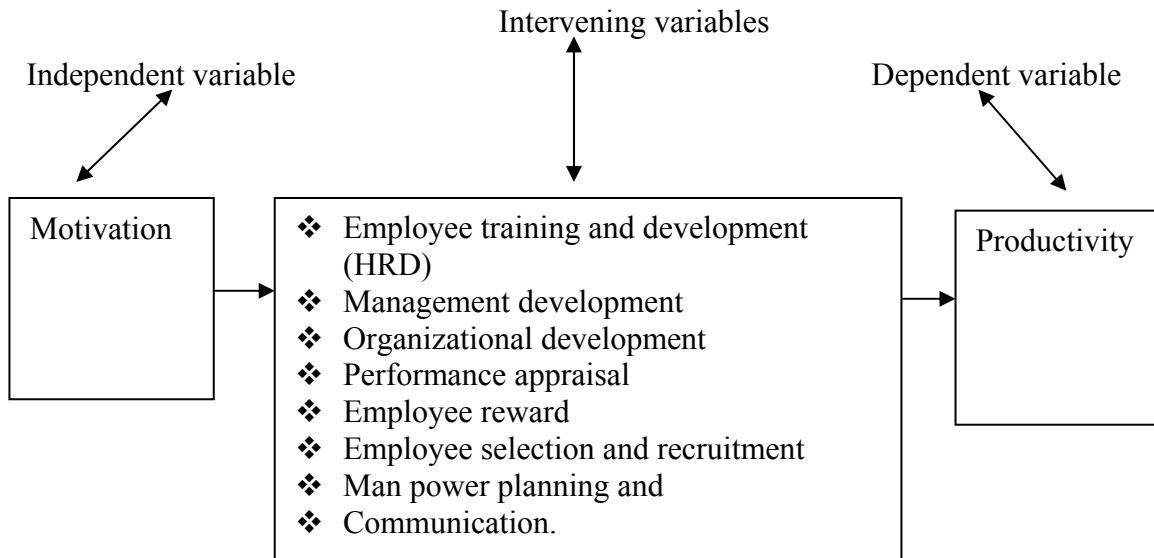 Intervening variables
Independent variable
Dependent variable
Motivation
❖ Employee training and development
(HRD)
❖ Management development
❖ Organizational development
❖ Performance appraisal
❖ Employee reward
❖ Employee selection and recruitment
❖ Man power planning and
❖ Communication.
Productivity